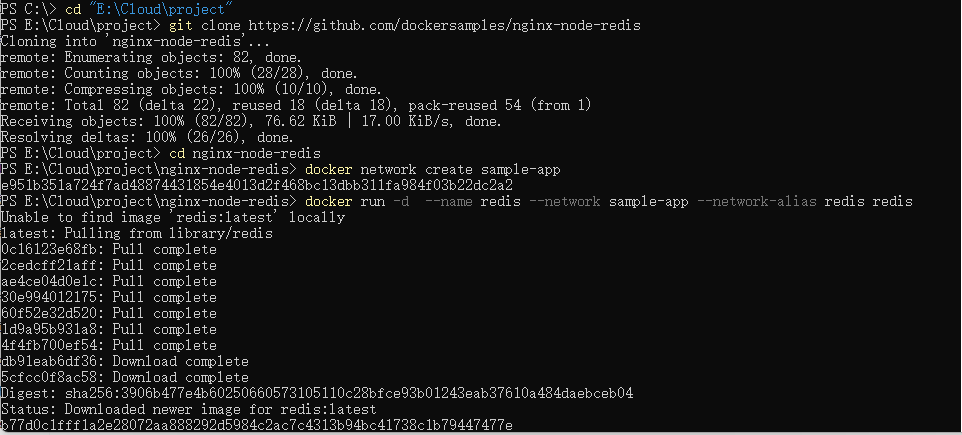 PS C:\> cd "E:\Cloud\project"
PS E:\Cloud\project> git clone https://github.com/dockersamples/nginx-node-redis
Cloning into 'nginx-node-redis'...
remote: Enumerating objects: 82, done.
remote: Counting objects: 100% (28/28), done.
remote: Compressing objects: 100% (10/10), done.
remote: Total 82 (delta 22), reused 18 (delta 18), pack-reused 54 (from 1)
Receiving objects: 100% (82/82), 76.62 KiB | 17.00 KiB/s, done.
Resolving deltas: 100% (26/26), done.
PS E:\Cloud\project> cd nginx-node-redis
PS E:\Cloud\project\nginx-node-redis> docker network create sample-app
e951b351a724f7ad48874431854e4013d2f468bc13dbb311fa984f03b22dc2a2
PS E:\Cloud\project\nginx-node-redis> docker run -d  --name redis --network sample-app --network-alias redis redis
Unable to find image 'redis:latest' locally
latest: Pulling from library/redis
0c16123e68fb: Pull complete
2cedcff21aff: Pull complete
ae4ce04d0e1c: Pull complete
30e994012175: Pull complete
60f52e32d520: Pull complete
1d9a95b931a8: Pull complete
4f4fb700ef54: Pull complete
db91eab6df36: Download complete
5cfcc0f8ac58: Download complete
Digest: sha256:3906b477e4b60250660573105110c28bfce93b01243eab37610a484daebceb04
Status: Downloaded newer image for redis:latest
b77d0c1fff1a2e28072aa888292d5984c2ac7c4313b94bc41738c1b79447477e